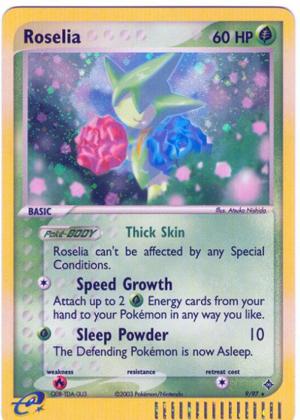 Roselia
60 HP
Illus. Atsuko Nishida
BASIC
Poké-BODY Thick Skin
Roselia can't be affected by any Special
Conditions.
Speed Growth
Attach up to 2 Energy cards from your
hand to your Pokémon in any way you like.
Sleep Powder 10
The Defending Pokémon is now Asleep.
weakness resistance retreat cost
©2003 Pokémon/Nintendo
9/97
e